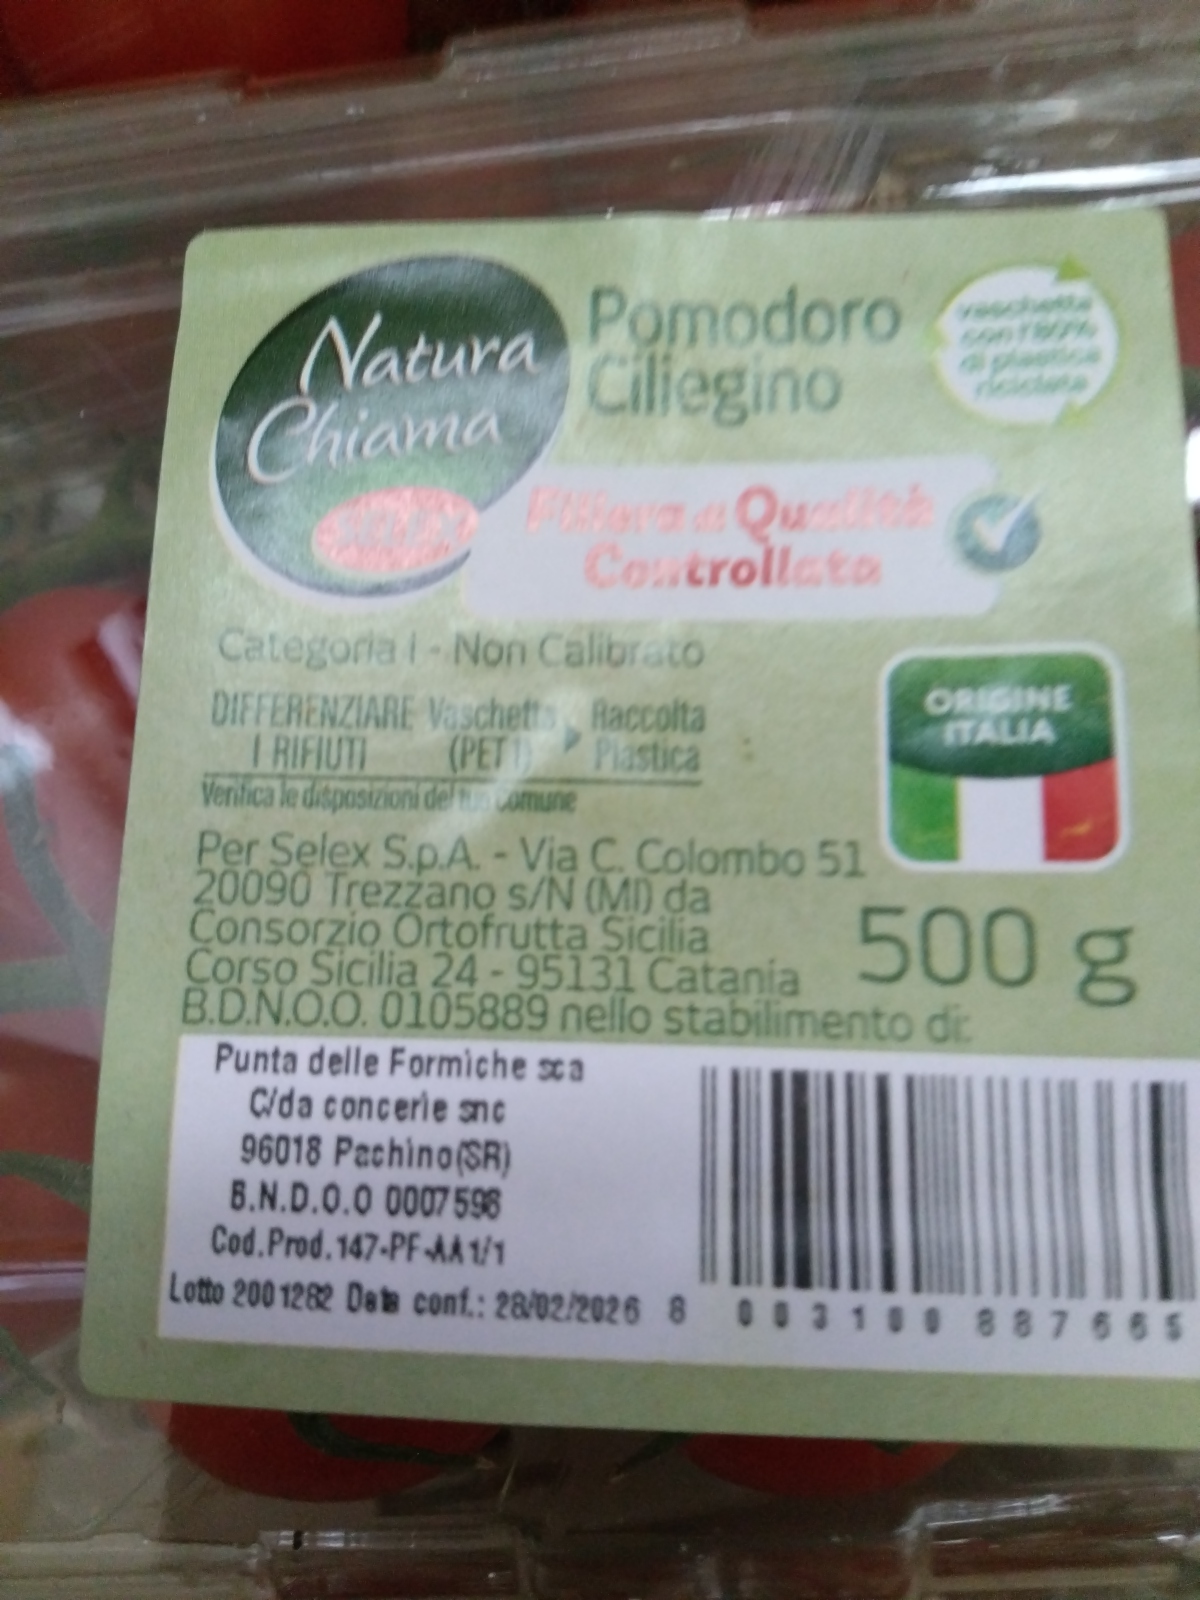 Natura
Chiama
SELEX
Pomodoro
Ciliegino
vaschetta
con l'80%
di plastica
riciclata
Filiera di Qualità
Controllata
Categoria I - Non Calibrato
DIFFERENZIARE Vaschetta Raccolta
I RIFIUTI (PET 1) Plastica
Verifica le disposizioni del tuo Comune
ORIGINE
ITALIA
Per Selex S.p.A. - Via C. Colombo 51
20090 Trezzano s/N (MI) da
Consorzio Ortofrutta Sicilia
Corso Sicilia 24 - 95131 Catania
B.D.N.O.O. 0105889 nello stabilimento di:
500 g
Punta delle Formiche sca
C/da concerie snc
96018 Pachino(SR)
B.N.D.O.O 0007598
Cod.Prod.147-PF-AA1/1
Lotto 2001282 Data conf.: 28/02/2026
8 003100 887665